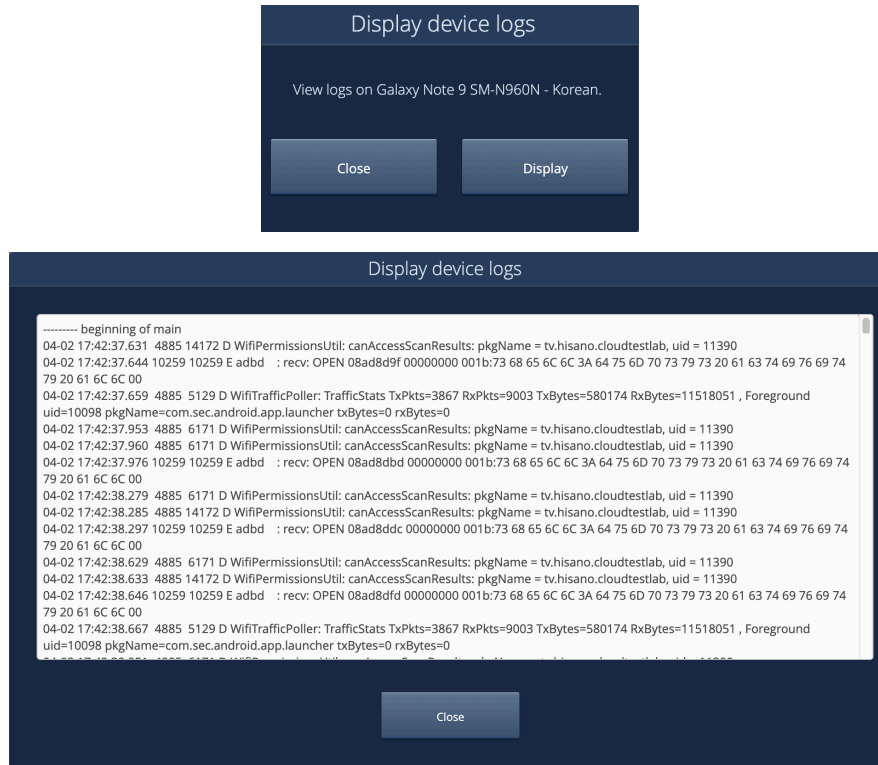 Display device logs
View logs on Galaxy Note 9 SM-N960N - Korean.
Close
Display
Display device logs
--------- beginning of main
04-02 17:42:37.631  4885 14172 D WifiPermissionsUtil: canAccessScanResults: pkgName = tv.hisano.cloudtestlab, uid = 11390
04-02 17:42:37.644 10259 10259 E adbd    : recv: OPEN 08ad8d9f 00000000 001b:73 68 65 6C 6C 3A 64 75 6D 70 73 79 73 20 61 63 74 69 76 69 74
79 20 61 6C 6C 00
04-02 17:42:37.659  4885  5129 D WifiTrafficPoller: TrafficStats TxPkts=3867 RxPkts=9003 TxBytes=580174 RxBytes=11518051 , Foreground
uid=10098 pkgName=com.sec.android.app.launcher txBytes=0 rxBytes=0
04-02 17:42:37.953  4885  6171 D WifiPermissionsUtil: canAccessScanResults: pkgName = tv.hisano.cloudtestlab, uid = 11390
04-02 17:42:37.960  4885  6171 D WifiPermissionsUtil: canAccessScanResults: pkgName = tv.hisano.cloudtestlab, uid = 11390
04-02 17:42:37.976 10259 10259 E adbd    : recv: OPEN 08ad8dbd 00000000 001b:73 68 65 6C 6C 3A 64 75 6D 70 73 79 73 20 61 63 74 69 76 69 74
79 20 61 6C 6C 00
04-02 17:42:38.279  4885  6171 D WifiPermissionsUtil: canAccessScanResults: pkgName = tv.hisano.cloudtestlab, uid = 11390
04-02 17:42:38.285  4885 14172 D WifiPermissionsUtil: canAccessScanResults: pkgName = tv.hisano.cloudtestlab, uid = 11390
04-02 17:42:38.297 10259 10259 E adbd    : recv: OPEN 08ad8ddc 00000000 001b:73 68 65 6C 6C 3A 64 75 6D 70 73 79 73 20 61 63 74 69 76 69 74
79 20 61 6C 6C 00
04-02 17:42:38.629  4885  6171 D WifiPermissionsUtil: canAccessScanResults: pkgName = tv.hisano.cloudtestlab, uid = 11390
04-02 17:42:38.633  4885 14172 D WifiPermissionsUtil: canAccessScanResults: pkgName = tv.hisano.cloudtestlab, uid = 11390
04-02 17:42:38.646 10259 10259 E adbd    : recv: OPEN 08ad8dfd 00000000 001b:73 68 65 6C 6C 3A 64 75 6D 70 73 79 73 20 61 63 74 69 76 69 74
79 20 61 6C 6C 00
04-02 17:42:38.667  4885  5129 D WifiTrafficPoller: TrafficStats TxPkts=3867 RxPkts=9003 TxBytes=580174 RxBytes=11518051 , Foreground
uid=10098 pkgName=com.sec.android.app.launcher txBytes=0 rxBytes=0
Close